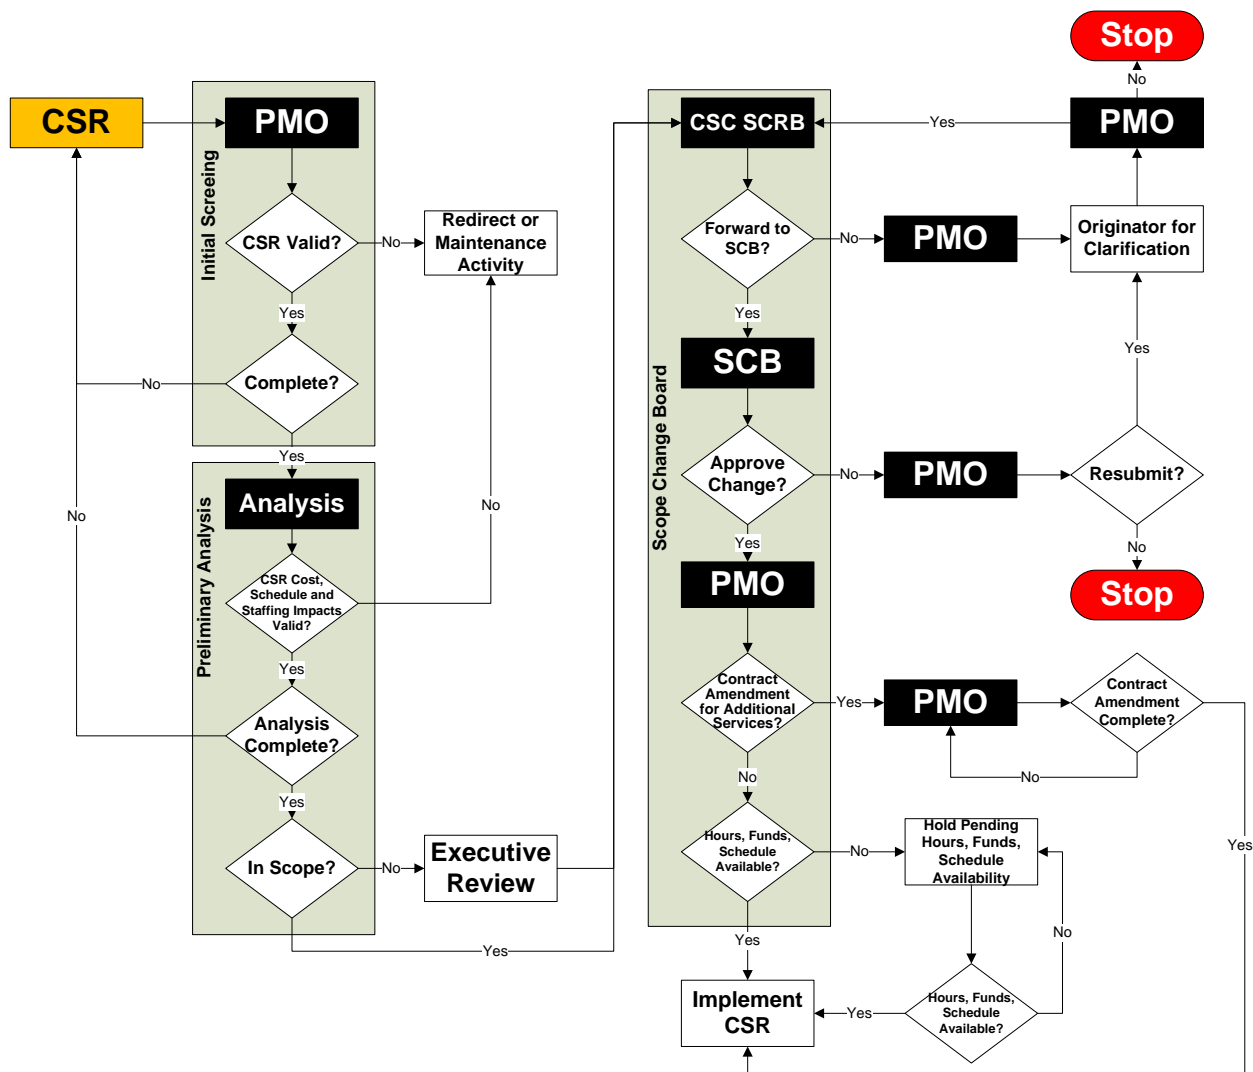 Stop
No
CSR
PMO
CSC SCRB
Yes
PMO
Initial Screeing
CSR Valid?
No
Redirect or
Maintenance
Activity
Forward to
SCB?
No
PMO
Originator for
Clarification
Yes
Yes
Complete?
No
SCB
Yes
Yes
Scope Change Board
Analysis
Approve
Change?
No
PMO
Resubmit?
No
No
Preliminary Analysis
CSR Cost,
Schedule and
Staffing Impacts
Valid?
Yes
No
PMO
Stop
Yes
Analysis
Complete?
Contract
Amendment
for Additional
Services?
Yes
PMO
Contract
Amendment
Complete?
No
No
Yes
In Scope?
No
Executive
Review
Hours, Funds,
Schedule
Available?
No
Hold Pending
Hours, Funds,
Schedule
Availability
Yes
Yes
Yes
No
Implement
CSR
Yes
Hours, Funds,
Schedule
Available?